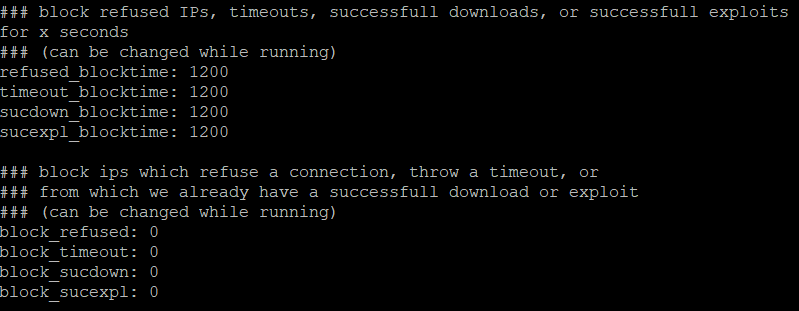 ### block refused IPs, timeouts, successfull downloads, or successfull exploits
for x seconds
### (can be changed while running)
refused_blocktime: 1200
timeout_blocktime: 1200
sucdown_blocktime: 1200
sucexpl_blocktime: 1200
### block ips which refuse a connection, throw a timeout, or
### from which we already have a successfull download or exploit
### (can be changed while running)
block_refused: 0
block_timeout: 0
block_sucdown: 0
block_sucexpl: 0